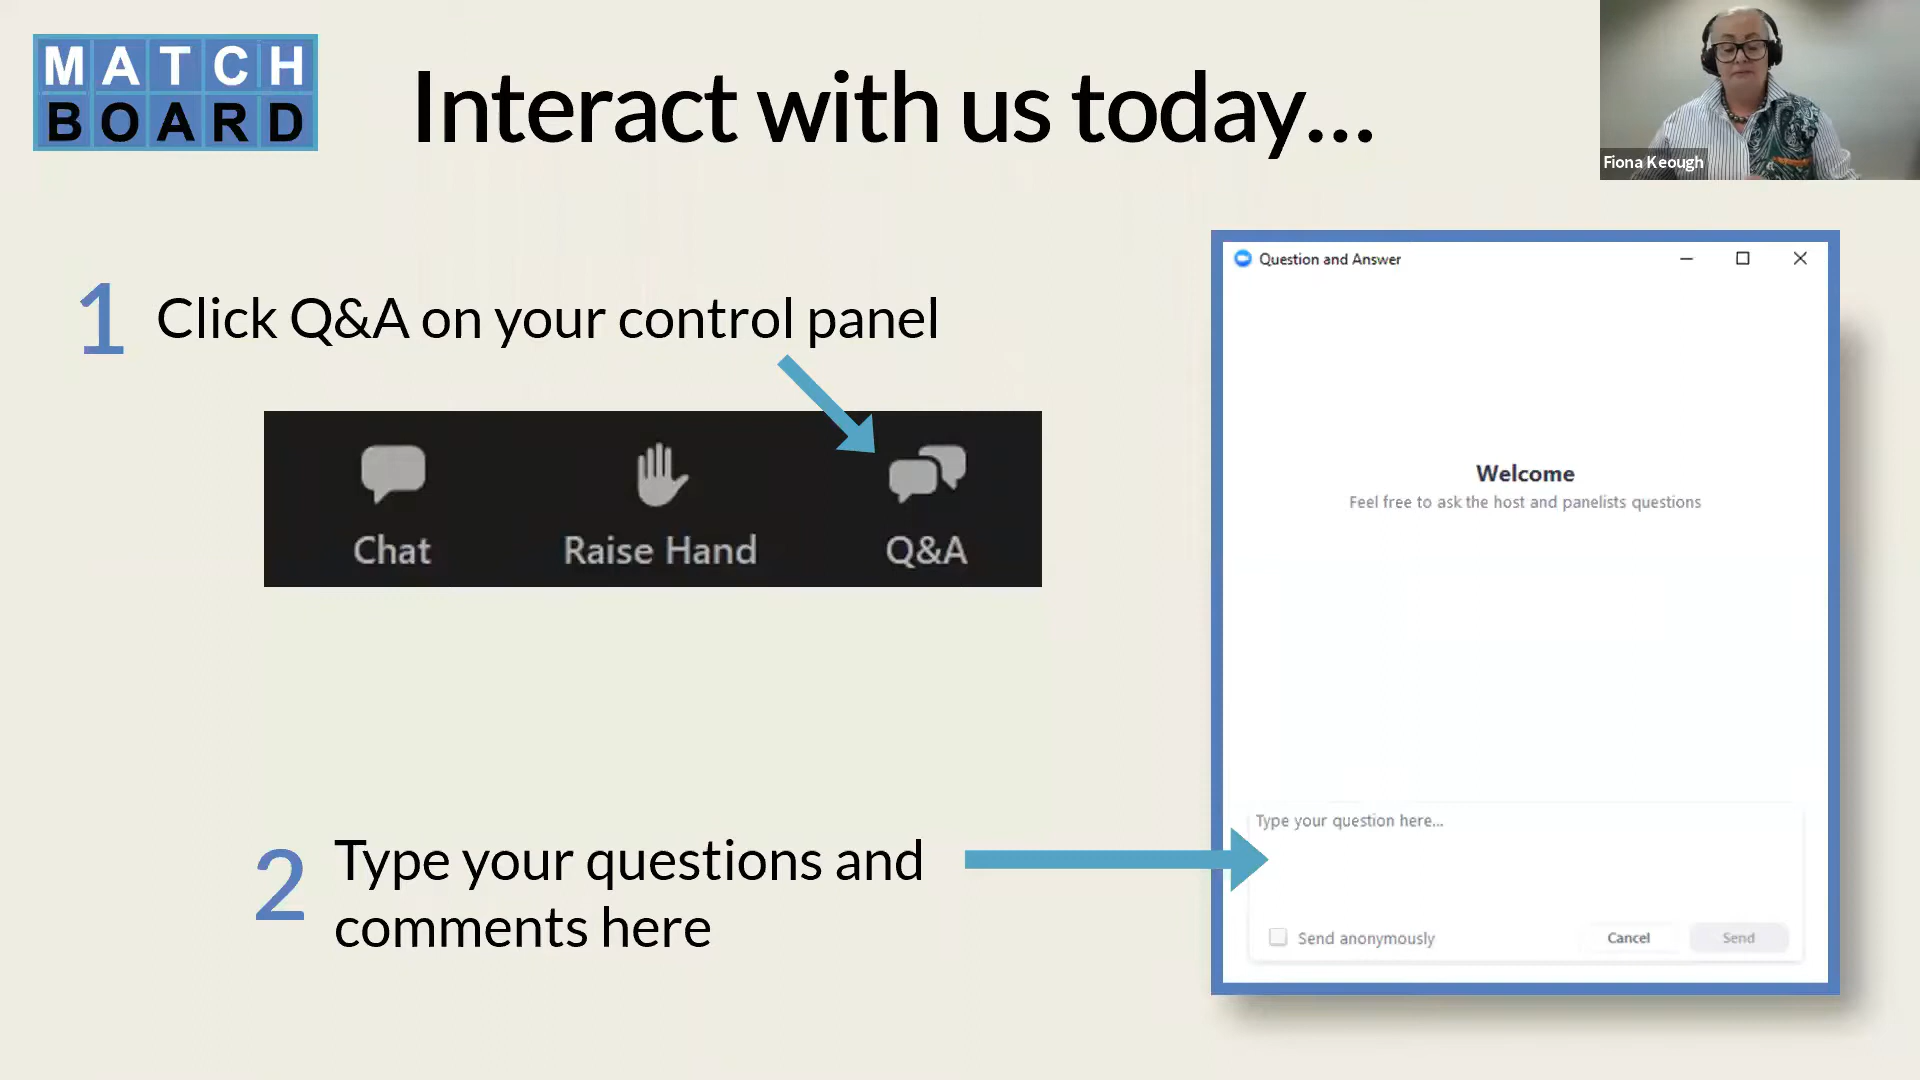 MATCH
BOARD
Interact with us today...
Fiona Keough
1 Click Q&A on your control panel
Chat
Raise Hand
Q&A
Question and Answer
Welcome
Feel free to ask the host and panelists questions
2 Type your questions and
comments here
Type your question here...
Send anonymously
Cancel
Send